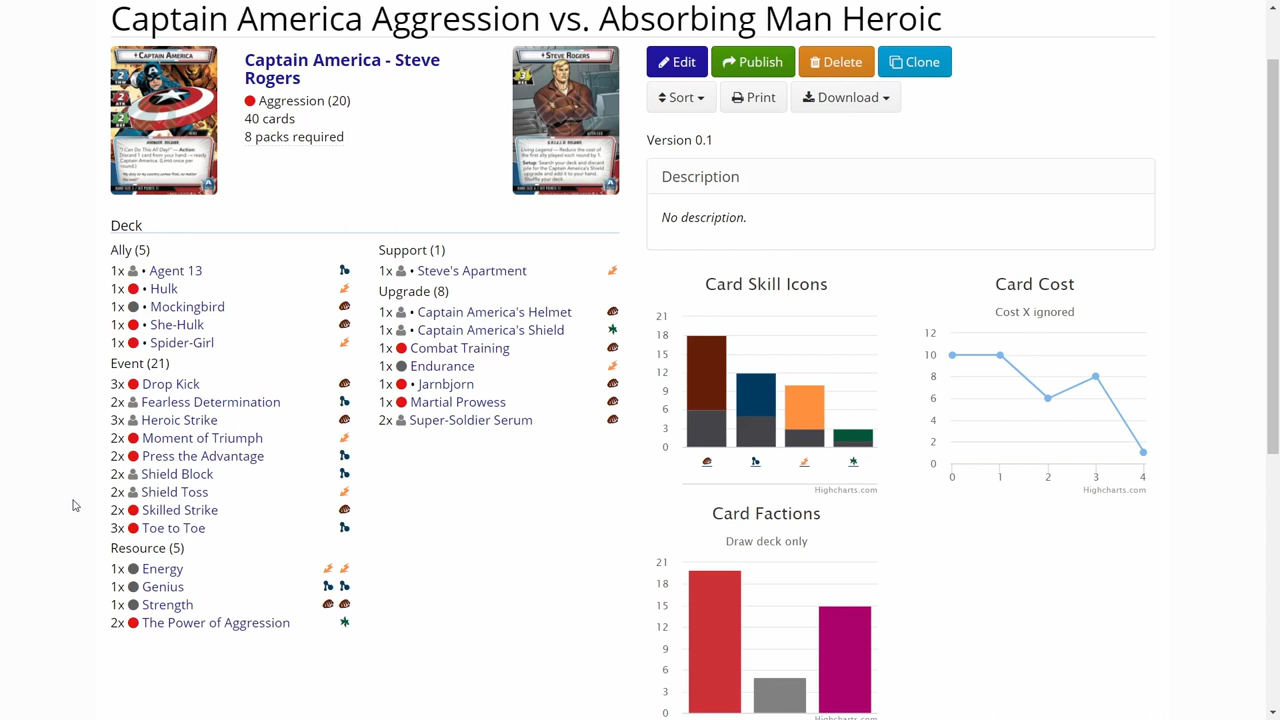 Captain America Aggression vs. Absorbing Man Heroic
CAPTAIN AMERICA
Captain America - Steve
Rogers
Aggression (20)
40 cards
8 packs required
STEVE ROGERS
Edit
Publish
Delete
Clone
Sort
Print
Download
Version 0.1
Description
No description.
Deck
Ally (5)
1x • Agent 13
1x • Hulk
1x • Mockingbird
1x • She-Hulk
1x • Spider-Girl
Event (21)
3x Drop Kick
2x Fearless Determination
3x Heroic Strike
2x Moment of Triumph
2x Press the Advantage
2x Shield Block
2x Shield Toss
2x Skilled Strike
3x Toe to Toe
Resource (5)
1x Energy
1x Genius
1x Strength
2x The Power of Aggression
Support (1)
1x • Steve's Apartment
Upgrade (8)
1x • Captain America's Helmet
1x • Captain America's Shield
1x Combat Training
1x Endurance
1x • Jarnbjorn
1x Martial Prowess
2x Super-Soldier Serum
Card Skill Icons
21
18
15
12
9
6
3
0
Highcharts.com
Card Cost
Cost X ignored
12
10
8
6
4
2
0
0 1 2 3 4
Highcharts.com
Card Factions
Draw deck only
21
18
15
12
9
6
3
0
Highcharts.com